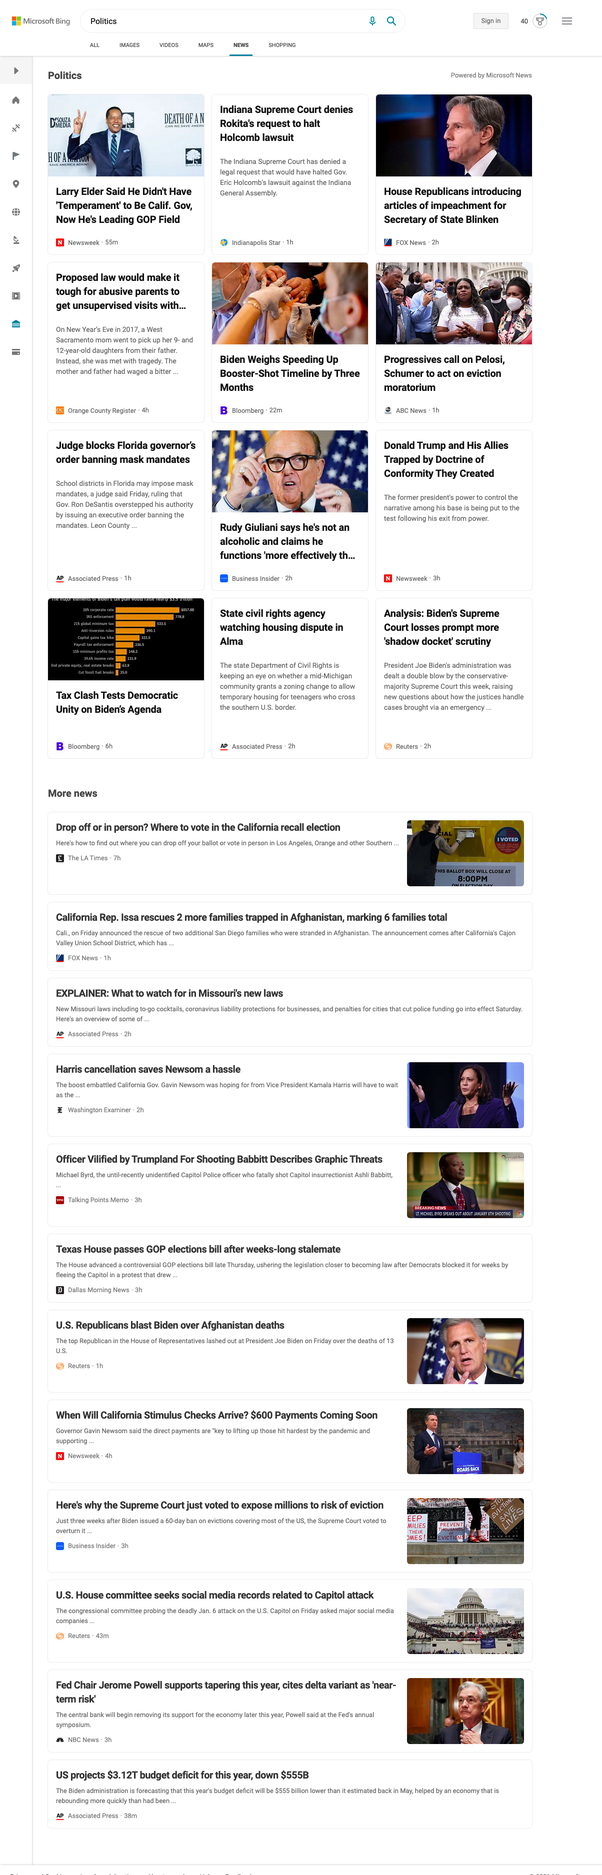 Microsoft Bing
Politics
Sign in
40
ALL
IMAGES
VIDEOS
MAPS
NEWS
SHOPPING
Politics
Powered by Microsoft News
Larry Elder Said He Didn't Have
'Temperament' to Be Calif. Gov,
Now He's Leading GOP Field
Newsweek · 55m
Indiana Supreme Court denies
Rokita's request to halt
Holcomb lawsuit
The Indiana Supreme Court has denied a
legal request that would have halted Gov.
Eric Holcomb's lawsuit against the Indiana
General Assembly.
Indianapolis Star · 1h
House Republicans introducing
articles of impeachment for
Secretary of State Blinken
FOX News · 2h
Proposed law would make it
tough for abusive parents to
get unsupervised visits with...
On New Year's Eve in 2017, a West
Sacramento mom went to pick up her 9- and
12-year-old daughters from their father.
Instead, she was met with tragedy. The
mother and father had waged a bitter ...
Orange County Register · 4h
Biden Weighs Speeding Up
Booster-Shot Timeline by Three
Months
Bloomberg · 22m
Progressives call on Pelosi,
Schumer to act on eviction
moratorium
ABC News · 1h
Judge blocks Florida governor's
order banning mask mandates
School districts in Florida may impose mask
mandates, a judge said Friday, ruling that
Gov. Ron DeSantis overstepped his authority
by issuing an executive order banning the
mandates. Leon County ...
Associated Press · 1h
Rudy Giuliani says he's not an
alcoholic and claims he
functions 'more effectively th...
Business Insider · 2h
Donald Trump and His Allies
Trapped by Doctrine of
Conformity They Created
The former president's power to control the
narrative among his base is being put to the
test following his exit from power.
Newsweek · 3h
Tax Clash Tests Democratic
Unity on Biden's Agenda
Bloomberg · 6h
State civil rights agency
watching housing dispute in
Alma
The state Department of Civil Rights is
keeping an eye on whether a mid-Michigan
community grants a zoning change to allow
temporary housing for teenagers who cross
the southern U.S. border.
Associated Press · 2h
Analysis: Biden's Supreme
Court losses prompt more
'shadow docket' scrutiny
President Joe Biden's administration was
dealt a double blow by the conservative-
majority Supreme Court this week, raising
new questions about how the justices handle
cases brought via an emergency ...
Reuters · 2h
More news
Drop off or in person? Where to vote in the California recall election
Here's how to find out where you can drop off your ballot or vote in person in Los Angeles, Orange and other Southern ...
The LA Times · 7h
I VOTED
THIS BALLOT BOX WILL CLOSE AT
8:00PM
California Rep. Issa rescues 2 more families trapped in Afghanistan, marking 6 families total
Cali., on Friday announced the rescue of two additional San Diego families who were stranded in Afghanistan. The announcement comes after California's Cajon
Valley Union School District, which has ...
FOX News · 1h
EXPLAINER: What to watch for in Missouri's new laws
New Missouri laws including to-go cocktails, coronavirus liability protections for businesses, and penalties for cities that cut police funding go into effect Saturday.
Here's an overview of some of ...
Associated Press · 2h
Harris cancellation saves Newsom a hassle
The boost embattled California Gov. Gavin Newsom was hoping for from Vice President Kamala Harris will have to wait
as the ...
Washington Examiner · 2h
Officer Vilified by Trumpland For Shooting Babbitt Describes Graphic Threats
Michael Byrd, the until-recently unidentified Capitol Police officer who fatally shot Capitol insurrectionist Ashli Babbitt,
...
Talking Points Memo · 3h
BREAKING NEWS
LT. MICHAEL BYRD SPEAKS OUT ABOUT JANUARY 6TH SHOOTING
Texas House passes GOP elections bill after weeks-long stalemate
The House advanced a controversial GOP elections bill late Thursday, ushering the legislation closer to becoming law after Democrats blocked it for weeks by
fleeing the Capitol in a protest that drew ...
Dallas Morning News · 3h
U.S. Republicans blast Biden over Afghanistan deaths
The top Republican in the House of Representatives lashed out at President Joe Biden on Friday over the deaths of 13
U.S.
Reuters · 1h
When Will California Stimulus Checks Arrive? $600 Payments Coming Soon
Governor Gavin Newsom said the direct payments are "key to lifting up those hit hardest by the pandemic and
supporting ...
Newsweek · 4h
Here's why the Supreme Court just voted to expose millions to risk of eviction
Just three weeks after Biden issued a 60-day ban on evictions covering most of the US, the Supreme Court voted to
overturn it ...
Business Insider · 3h
U.S. House committee seeks social media records related to Capitol attack
The congressional committee probing the deadly Jan. 6 attack on the U.S. Capitol on Friday asked major social media
companies ...
Reuters · 43m
Fed Chair Jerome Powell supports tapering this year, cites delta variant as 'near-
term risk'
The central bank will begin removing its support for the economy later this year, Powell said at the Fed's annual
symposium.
NBC News · 3h
US projects $3.12T budget deficit for this year, down $555B
The Biden administration is forecasting that this year's budget deficit will be $555 billion lower than it estimated back in May, helped by an economy that is
rebounding more quickly than had been ...
Associated Press · 38m